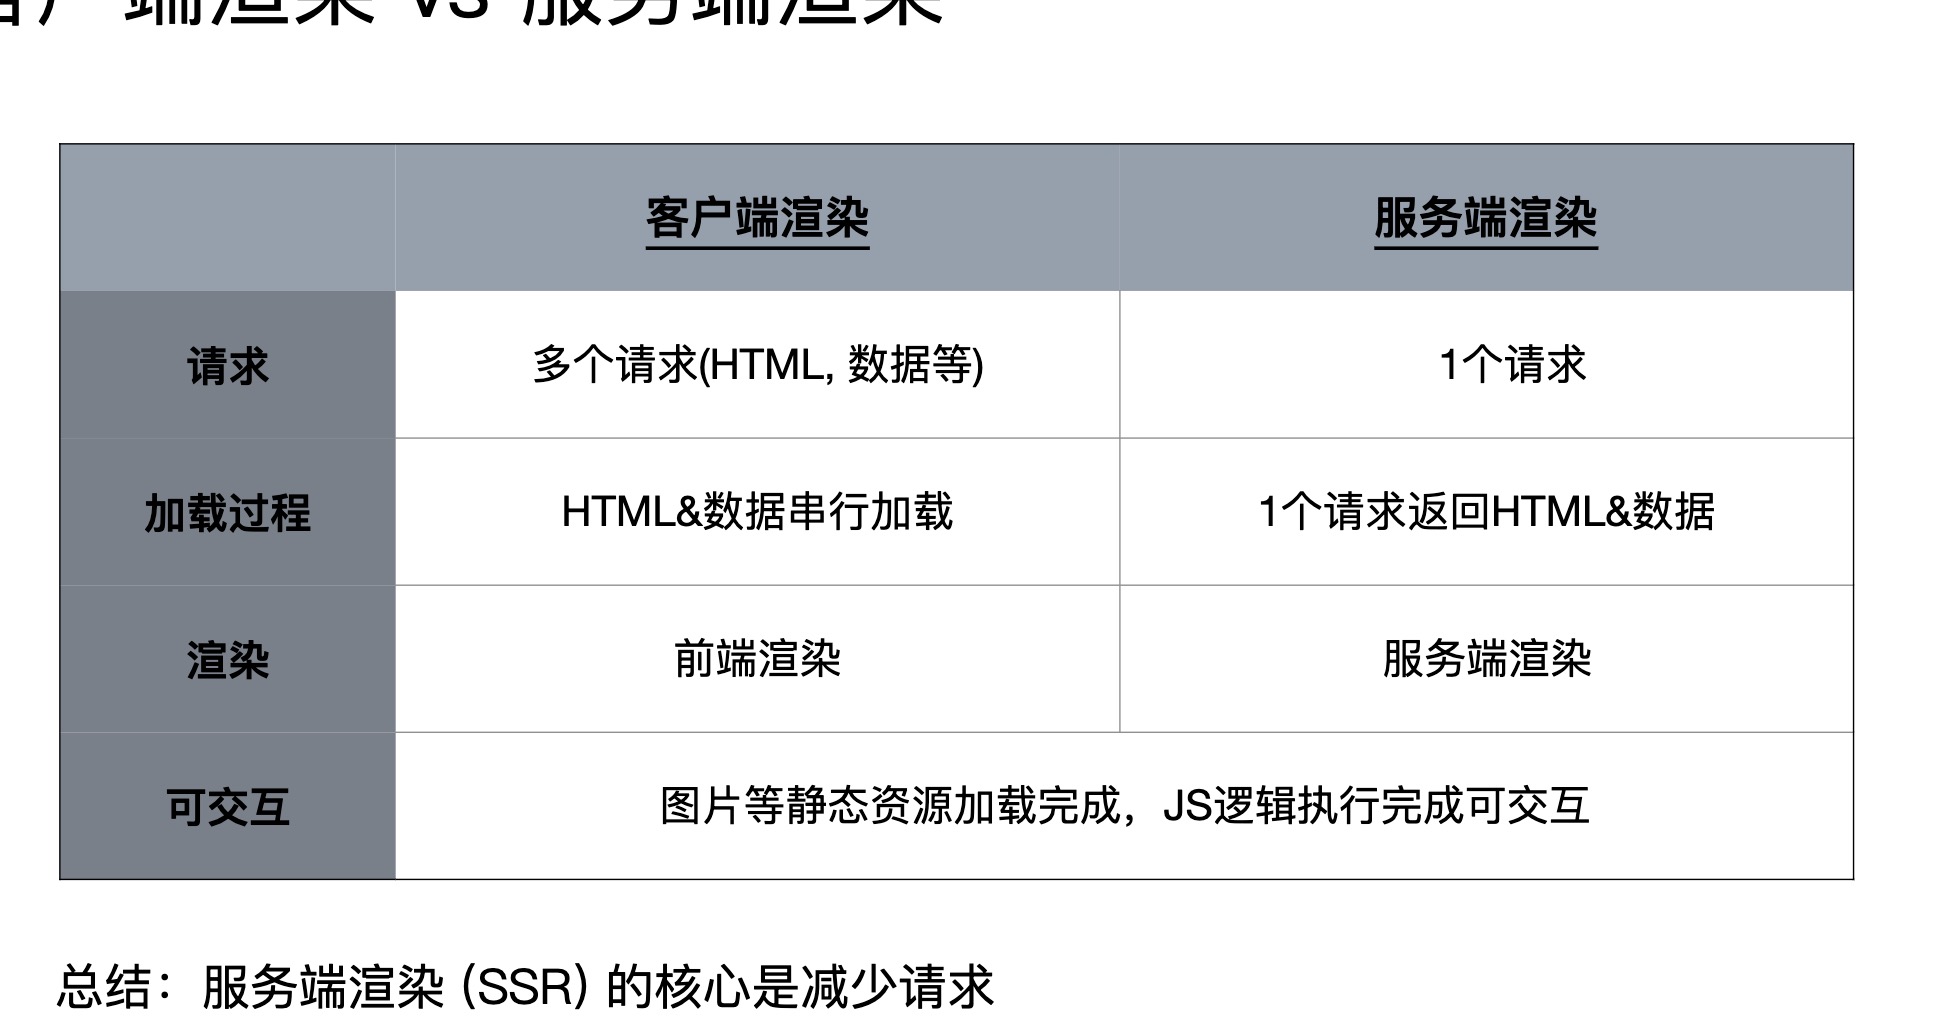 客户端渲染 vs 服务端渲染
客户端渲染 服务端渲染
请求 多个请求(HTML, 数据等) 1个请求
加载过程 HTML&数据串行加载 1个请求返回HTML&数据
渲染 前端渲染 服务端渲染
可交互 图片等静态资源加载完成，JS逻辑执行完成可交互
总结：服务端渲染 (SSR) 的核心是减少请求